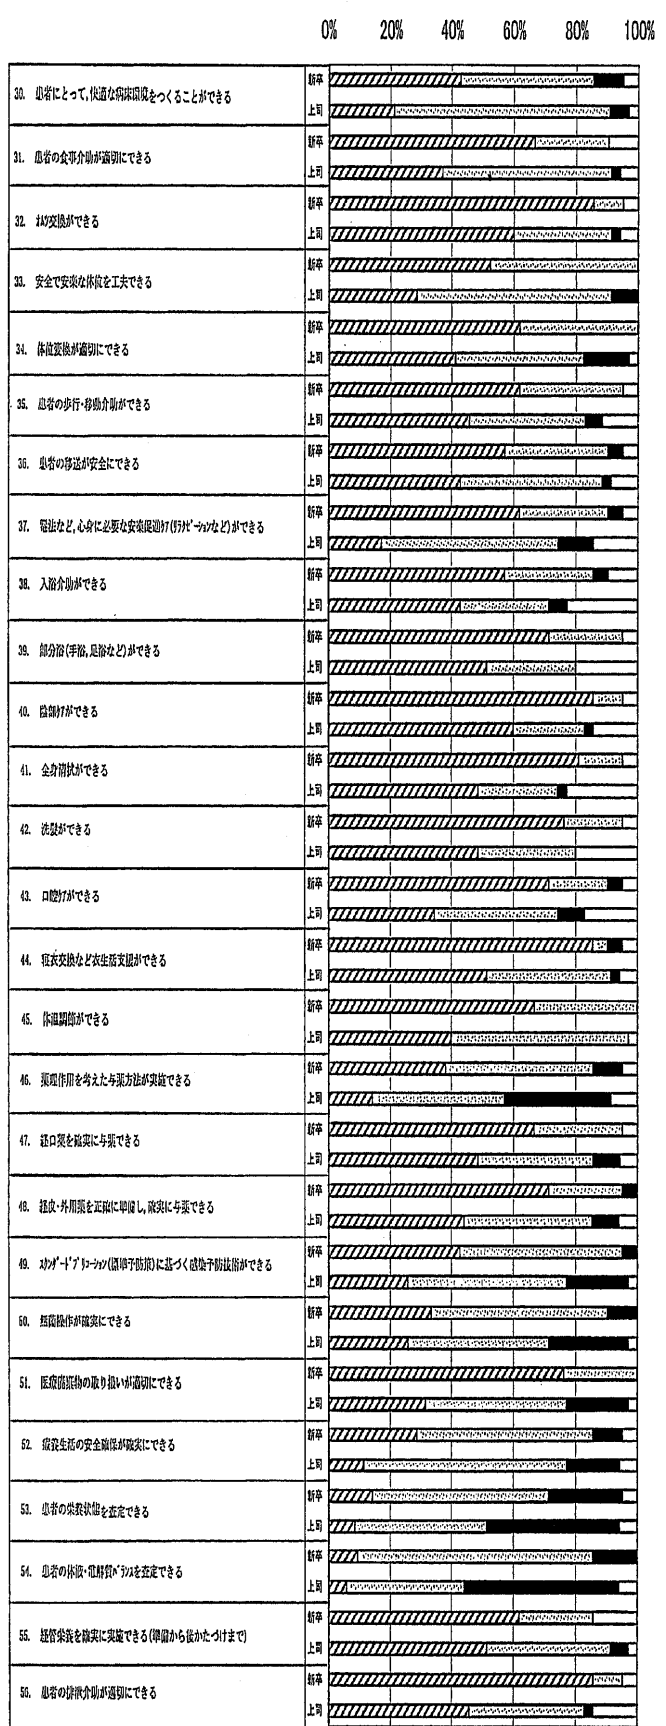 0% 20% 40% 60% 80% 100%
30. 患者にとって,快適な病床環境をつくることができる 新卒
上司
31. 患者の食事介助が適切にできる 新卒
上司
32. オムツ交換ができる 新卒
上司
33. 安全で安楽な体位を工夫できる 新卒
上司
34. 体位変換が適切にできる 新卒
上司
35. 患者の歩行・移動介助ができる 新卒
上司
36. 患者の移送が安全にできる 新卒
上司
37. 罨法など,心身に必要な安楽促進ケア(リラクゼーションなど)ができる 新卒
上司
38. 入浴介助ができる 新卒
上司
39. 部分浴(手浴,足浴など)ができる 新卒
上司
40. 陰部ケアができる 新卒
上司
41. 全身清拭ができる 新卒
上司
42. 洗髪ができる 新卒
上司
43. 口腔ケアができる 新卒
上司
44. 寝衣交換など衣生活支援ができる 新卒
上司
45. 体温調節ができる 新卒
上司
46. 薬理作用を考えた与薬方法が実施できる 新卒
上司
47. 経口薬を確実に与薬できる 新卒
上司
48. 経皮・外用薬を正確に準備し,確実に与薬できる 新卒
上司
49. スタンダードプリコーション(標準予防策)に基づく感染予防技術ができる 新卒
上司
50. 無菌操作が確実にできる 新卒
上司
51. 医療廃棄物の取り扱いが適切にできる 新卒
上司
52. 療養生活の安全確保が確実にできる 新卒
上司
53. 患者の栄養状態を査定できる 新卒
上司
54. 患者の体液・電解質バランスを査定できる 新卒
上司
55. 経管栄養を確実に実施できる(準備から後かたづけまで) 新卒
上司
56. 患者の排泄介助が適切にできる 新卒
上司